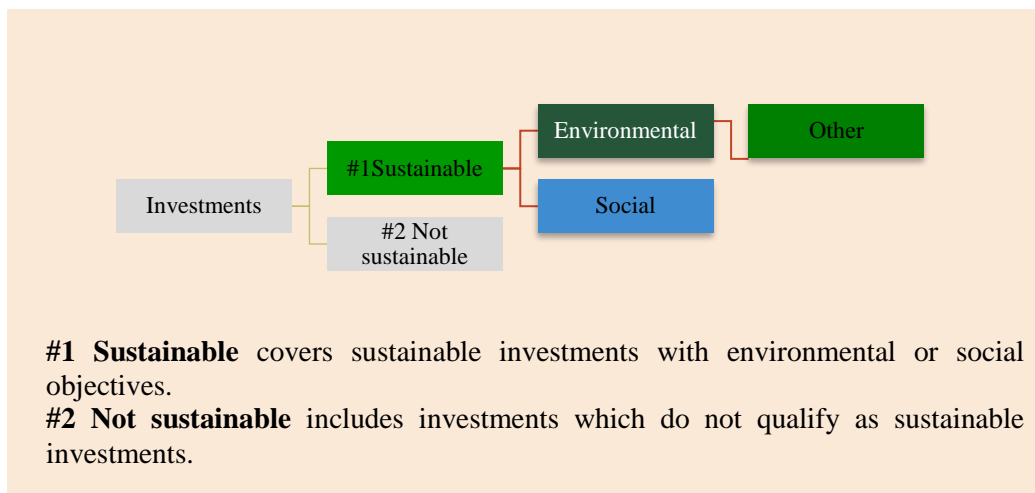 Environmental
Other
#1Sustainable
Investments
Social
#2 Not
sustainable
#1 Sustainable covers sustainable investments with environmental or social
objectives.
#2 Not sustainable includes investments which do not qualify as sustainable
investments.